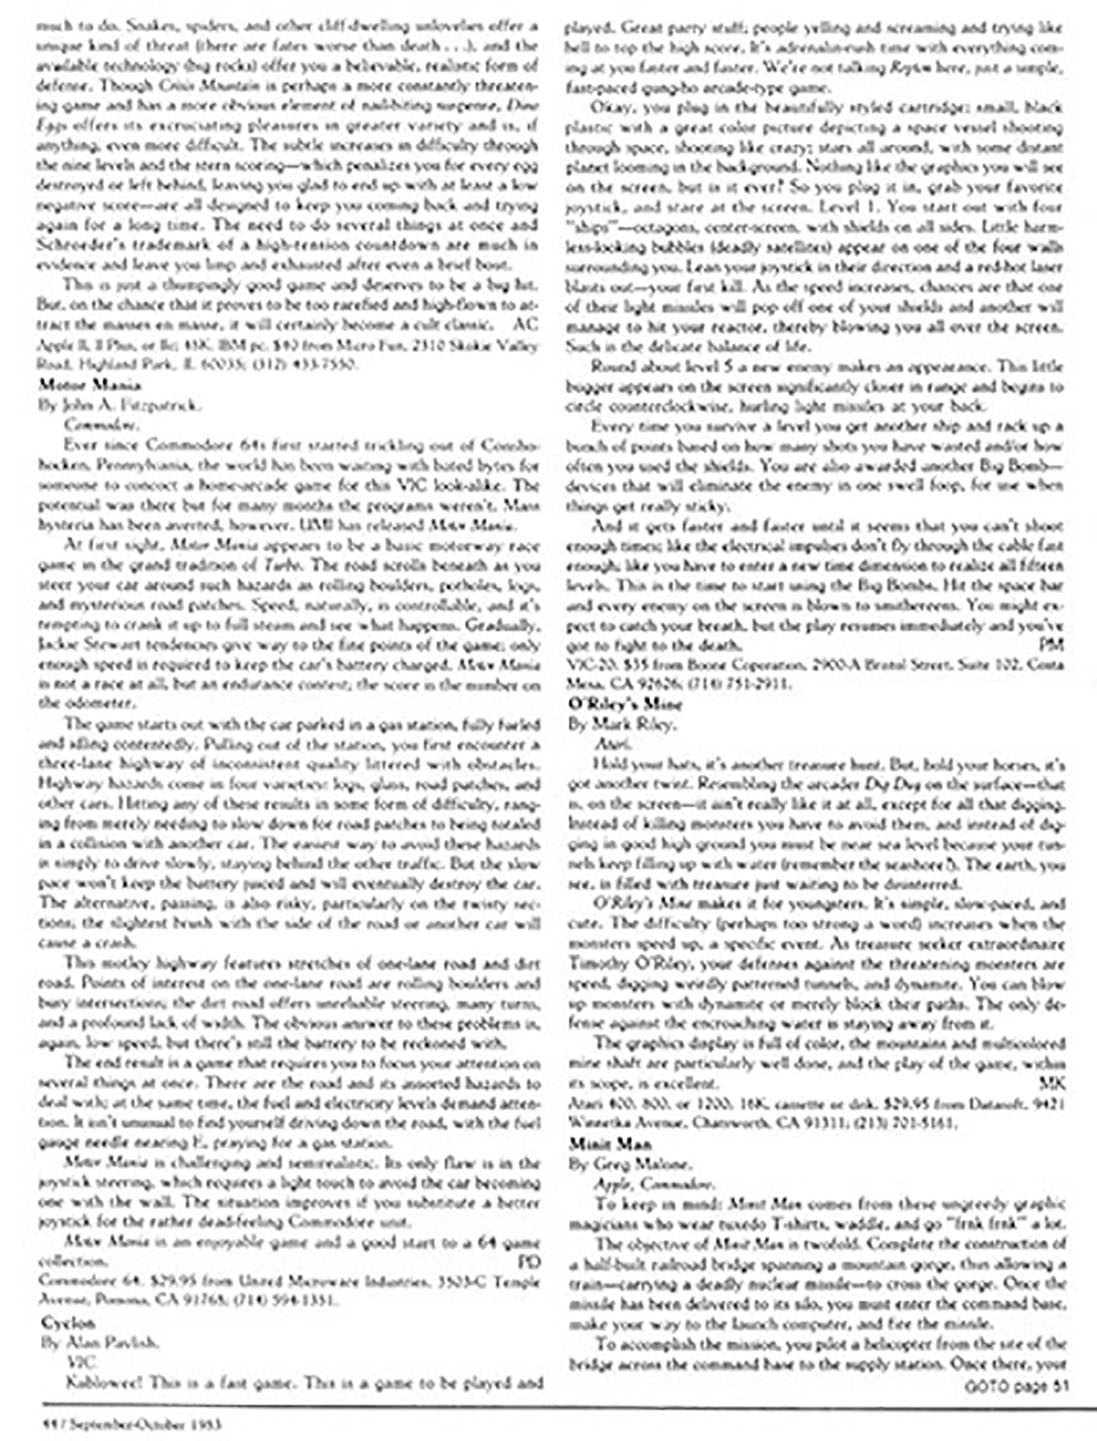 much to do. Snakes, spiders, and other cliff-dwelling unlovelies offer a
unique kind of threat (there are fates worse than death . . .), and the
available technology (big rocks) offer you a believable, realistic form of
defense. Though Crisis Mountain is perhaps a more constantly threaten-
ing game and has a more obvious element of nail-biting suspense, Dino
Eggs offers its excruciating pleasures in greater variety and is, if
anything, even more difficult. The subtle increases in difficulty through
the nine levels and the stern scoring—which penalizes you for every egg
destroyed or left behind, leaving you glad to end up with at least a low
negative score—are all designed to keep you coming back and trying
again for a long time. The need to do several things at once and
Schroeder's trademark of a high-tension countdown are much in
evidence and leave you limp and exhausted after even a brief bout.
This is just a thumpingly good game and deserves to be a big hit.
But, on the chance that it proves to be too rarefied and high-flown to at-
tract the masses en masse, it will certainly become a cult classic. AC
Apple II, II Plus, or IIe; 48K. IBM pc. $40 from Micro Fun, 2310 Skokie Valley
Road, Highland Park, IL 60035; (312) 433-7550.
Motor Mania
By John A. Fitzpatrick.
Commodore.
Ever since Commodore 64s first started trickling out of Consho-
hocken, Pennsylvania, the world has been waiting with bated bytes for
someone to concoct a home-arcade game for this VIC look-alike. The
potential was there but for many months the programs weren't. Mass
hysteria has been averted, however. UMI has released Motor Mania.
At first sight, Motor Mania appears to be a basic motorway race
game in the grand tradition of Turbo. The road scrolls beneath as you
steer your car around such hazards as rolling boulders, potholes, logs,
and mysterious road patches. Speed, naturally, is controllable, and it's
tempting to crank it up to full steam and see what happens. Gradually,
Jackie Stewart tendencies give way to the fine points of the game; only
enough speed is required to keep the car's battery charged. Motor Mania
is not a race at all, but an endurance contest; the score is the number on
the odometer.
The game starts out with the car parked in a gas station, fully fueled
and idling contentedly. Pulling out of the station, you first encounter a
three-lane highway of inconsistent quality littered with obstacles.
Highway hazards come in four varieties: logs, glass, road patches, and
other cars. Hitting any of these results in some form of difficulty, rang-
ing from merely needing to slow down for road patches to being totaled
in a collision with another car. The easiest way to avoid these hazards
is simply to drive slowly, staying behind the other traffic. But the slow
pace won't keep the battery juiced and will eventually destroy the car.
The alternative, passing, is also risky, particularly on the twisty sec-
tions; the slightest brush with the side of the road or another car will
cause a crash.
This motley highway features stretches of one-lane road and dirt
road. Points of interest on the one-lane road are rolling boulders and
busy intersections; the dirt road offers unreliable steering, many turns,
and a profound lack of width. The obvious answer to these problems is,
again, low speed, but there's still the battery to be reckoned with.
The end result is a game that requires you to focus your attention on
several things at once. There are the road and its assorted hazards to
deal with; at the same time, the fuel and electricity levels demand atten-
tion. It isn't unusual to find yourself driving down the road, with the fuel
gauge needle nearing E, praying for a gas station.
Motor Mania is challenging and semirealistic. Its only flaw is in the
joystick steering, which requires a light touch to avoid the car becoming
one with the wall. The situation improves if you substitute a better
joystick for the rather dead-feeling Commodore unit.
Motor Mania is an enjoyable game and a good start to a 64 game
collection. PD
Commodore 64. $29.95 from United Microware Industries, 3503-C Temple
Avenue, Pomona, CA 91768; (714) 594-1351.
Cyclon
By Alan Pavlish.
VIC.
Kablowee! This is a fast game. This is a game to be played and
44 / September-October 1983
played. Great party stuff; people yelling and screaming and trying like
hell to top the high score. It's adrenalin-rush time with everything com-
ing at you faster and faster. We're not talking Repton here, just a simple,
fast-paced gung-ho arcade-type game.
Okay, you plug in the beautifully styled cartridge; small, black
plastic with a great color picture depicting a space vessel shooting
through space, shooting like crazy; stars all around, with some distant
planet looming in the background. Nothing like the graphics you will see
on the screen, but is it ever? So you plug it in, grab your favorite
joystick, and stare at the screen. Level 1. You start out with four
"ships"—octagons, center-screen, with shields on all sides. Little harm-
less-looking bubbles (deadly satellites) appear on one of the four walls
surrounding you. Lean your joystick in their direction and a red-hot laser
blasts out—your first kill. As the speed increases, chances are that one
of their light missiles will pop off one of your shields and another will
manage to hit your reactor, thereby blowing you all over the screen.
Such is the delicate balance of life.
Round about level 5 a new enemy makes an appearance. This little
bugger appears on the screen significantly closer in range and begins to
circle counterclockwise, hurling light missiles at your back.
Every time you survive a level you get another ship and rack up a
bunch of points based on how many shots you have wasted and/or how
often you used the shields. You are also awarded another Big Bomb—
devices that will eliminate the enemy in one swell foop, for use when
things get really sticky.
And it gets faster and faster until it seems that you can't shoot
enough times; like the electrical impulses don't fly through the cable fast
enough, like you have to enter a new time dimension to realize all fifteen
levels. This is the time to start using the Big Bombs. Hit the space bar
and every enemy on the screen is blown to smithereens. You might ex-
pect to catch your breath, but the play resumes immediately and you've
got to fight to the death. PM
VIC-20. $35 from Boone Coporation, 2900-A Bristol Street, Suite 102, Costa
Mesa, CA 92626; (714) 751-2911.
O'Riley's Mine
By Mark Riley.
Atari.
Hold your hats, it's another treasure hunt. But, hold your horses, it's
got another twist. Resembling the arcades Dig Dug on the surface—that
is, on the screen—it ain't really like it at all, except for all that digging.
Instead of killing monsters you have to avoid them, and instead of dig-
ging in good high ground you must be near sea level because your tun-
nels keep filling up with water (remember the seashore?). The earth, you
see, is filled with treasure just waiting to be disinterred.
O'Riley's Mine makes it for youngsters. It's simple, slow-paced, and
cute. The difficulty (perhaps too strong a word) increases when the
monsters speed up, a specific event. As treasure seeker extraordinaire
Timothy O'Riley, your defenses against the threatening monsters are
speed, digging weirdly patterned tunnels, and dynamite. You can blow
up monsters with dynamite or merely block their paths. The only de-
fense against the encroaching water is staying away from it.
The graphics display is full of color, the mountains and multicolored
mine shaft are particularly well done, and the play of the game, within
its scope, is excellent. MK
Atari 400, 800, or 1200, 16K, cassette or disk. $29.95 from Datasoft, 9421
Winnetka Avenue, Chatsworth, CA 91311; (213) 701-5161.
Minit Man
By Greg Malone.
Apple, Commodore.
To keep in mind: Minit Man comes from these ungreedy graphic
magicians who wear tuxedo T-shirts, waddle, and go "frnk frnk" a lot.
The objective of Minit Man is twofold. Complete the construction of
a half-built railroad bridge spanning a mountain gorge, thus allowing a
train—carrying a deadly nuclear missile—to cross the gorge. Once the
missile has been delivered to its silo, you must enter the command base,
make your way to the launch computer, and fire the missile.
To accomplish the mission, you pilot a helicopter from the site of the
bridge across the command base to the supply station. Once there, your
GOTO page 51